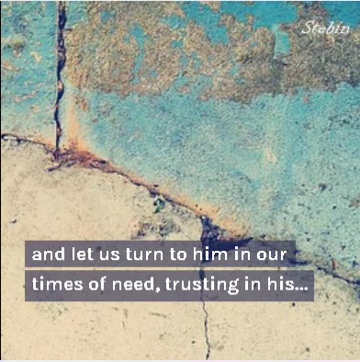 Stebin
and let us turn to him in our
times of need, trusting in his...